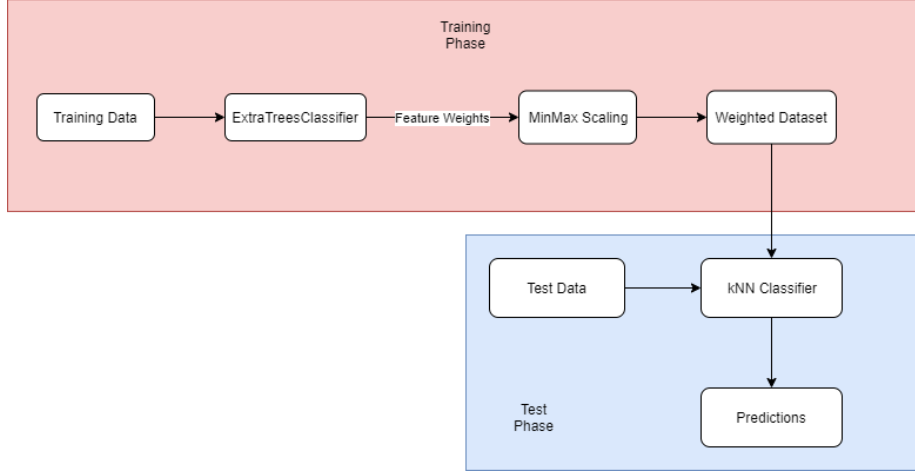 Training
Phase
Training Data
ExtraTreesClassifier
Feature Weights
MinMax Scaling
Weighted Dataset
Test Data
kNN Classifier
Test
Phase
Predictions